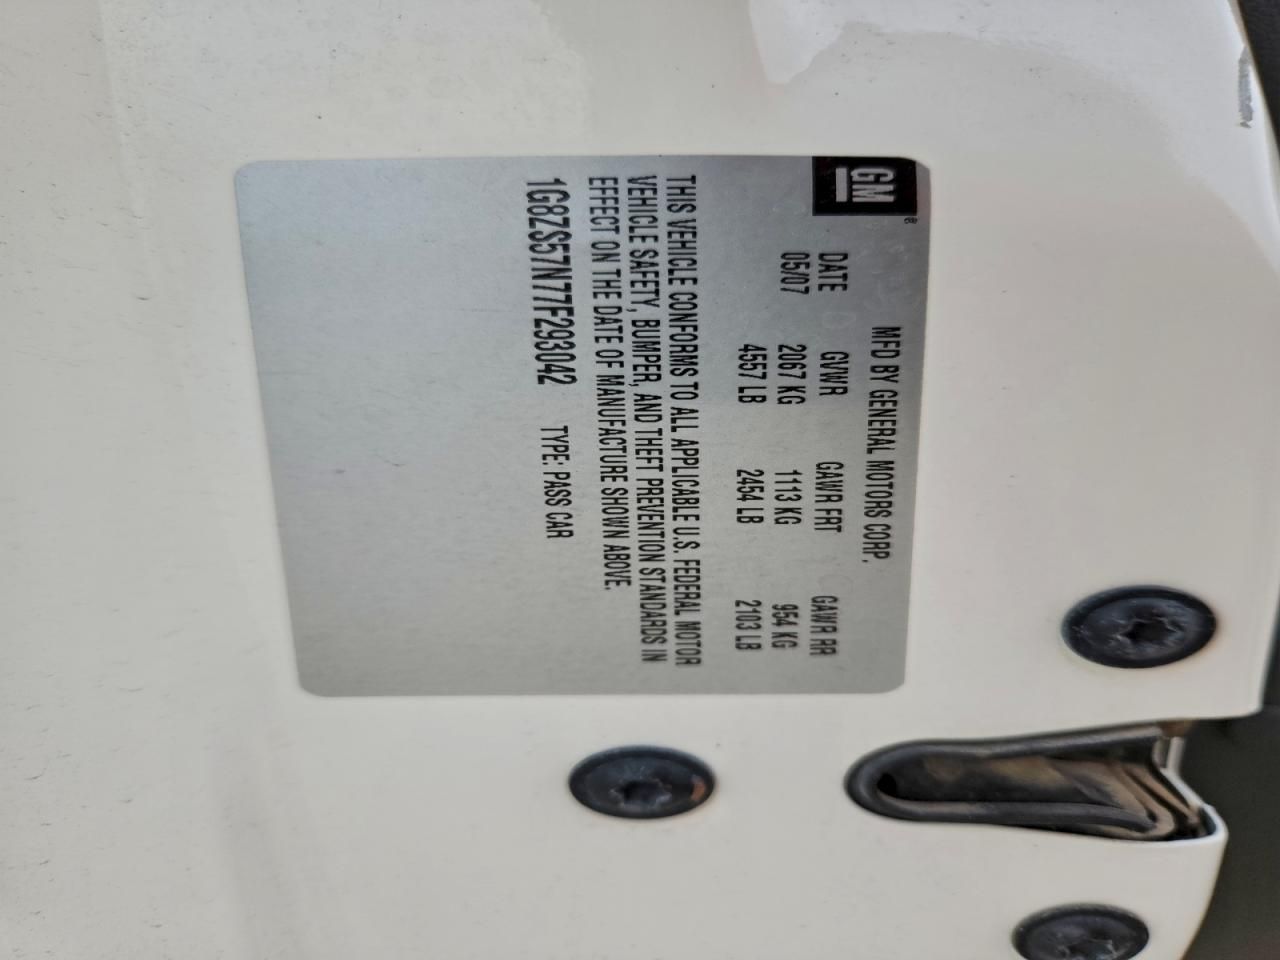 GM®
MFD BY GENERAL MOTORS CORP.
DATE GVWR GAWR FRT GAWR RR
05/07 2067 KG 1113 KG 954 KG
4557 LB 2454 LB 2103 LB
THIS VEHICLE CONFORMS TO ALL APPLICABLE U.S. FEDERAL MOTOR
VEHICLE SAFETY, BUMPER, AND THEFT PREVENTION STANDARDS IN
EFFECT ON THE DATE OF MANUFACTURE SHOWN ABOVE.
1G8ZS57N77F293042 TYPE: PASS CAR